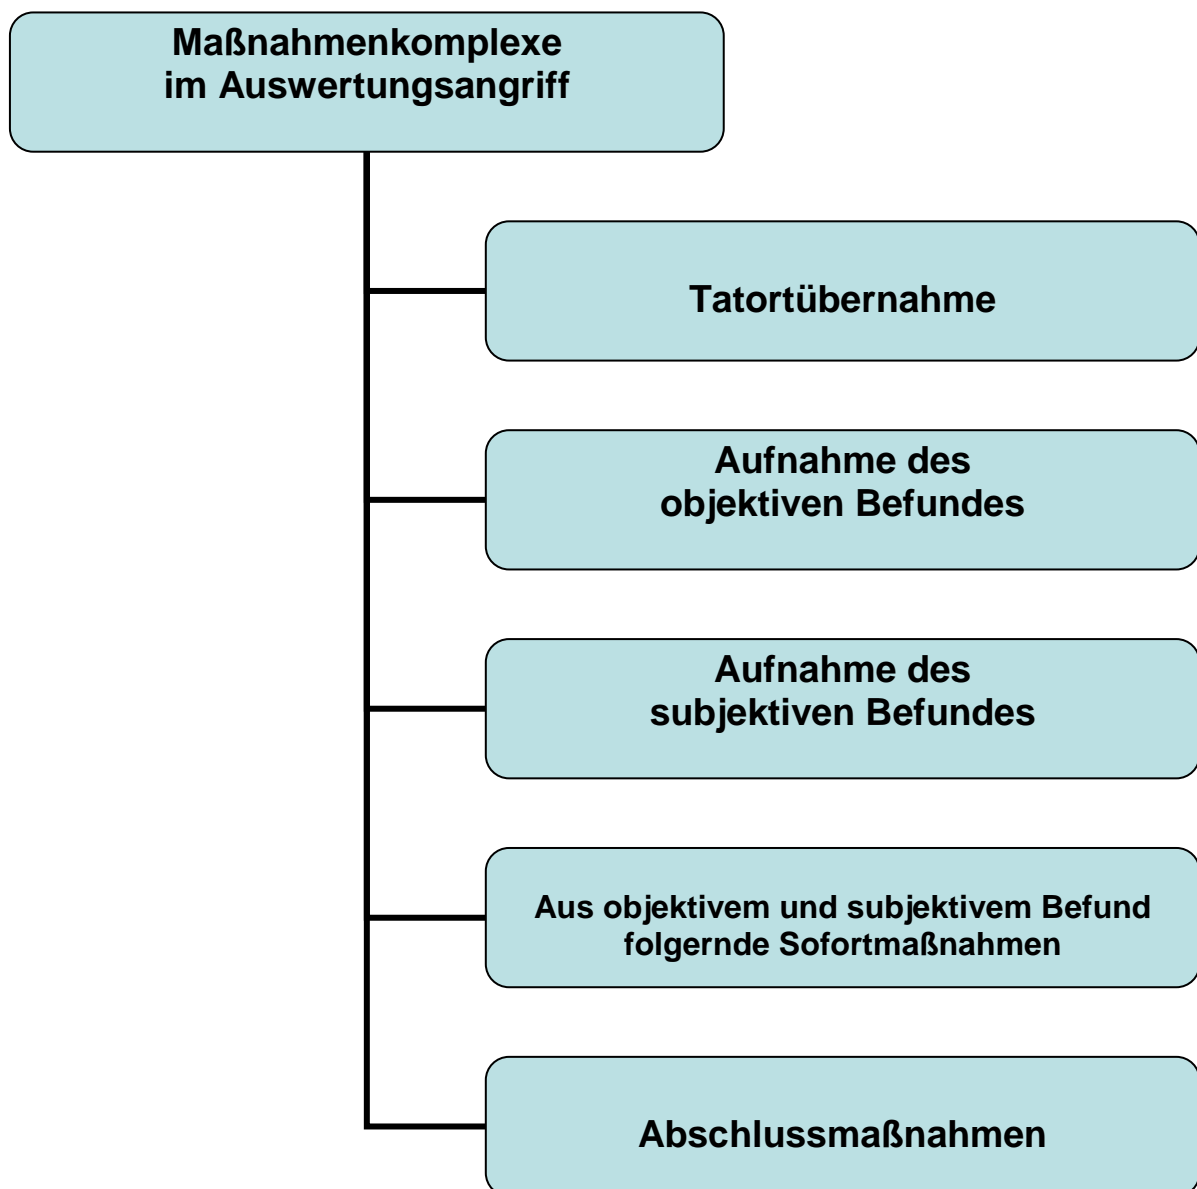 Maßnahmenkomplexe
im Auswertungsangriff
Tatortübernahme
Aufnahme des
objektiven Befundes
Aufnahme des
subjektiven Befundes
Aus objektivem und subjektivem Befund
folgernde Sofortmaßnahmen
Abschlussmaßnahmen